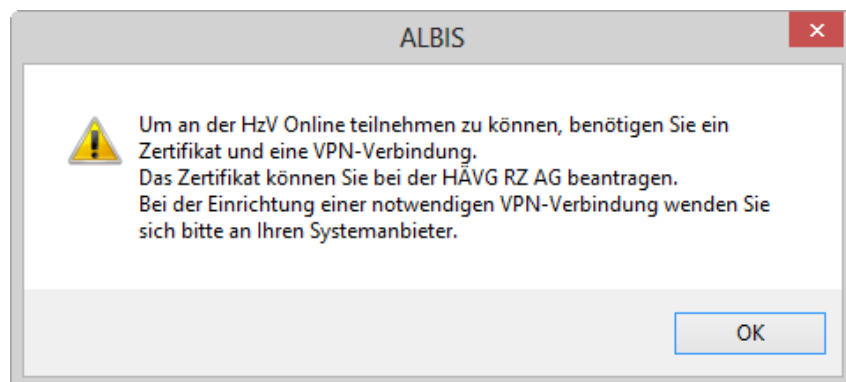 ALBIS
Um an der HzV Online teilnehmen zu können, benötigen Sie ein
Zertifikat und eine VPN-Verbindung.
Das Zertifikat können Sie bei der HÄVG RZ AG beantragen.
Bei der Einrichtung einer notwendigen VPN-Verbindung wenden Sie
sich bitte an Ihren Systemanbieter.
OK